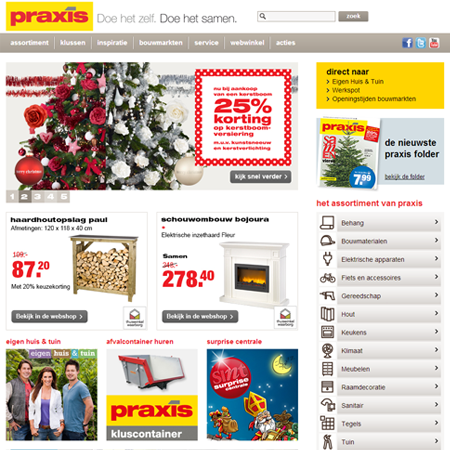 praxis
Doe het zelf. Doe het samen.
zoek
assortiment klussen inspiratie bouwmarkten service webwinkel acties
nu bij aankoop
van een kerstboom
25%
korting
op kerstboom-
versiering
m.u.v. kunstsneeuw
en kerstverlichting
kijk snel verder >
1 2 3 4 5
direct naar
Eigen Huis & Tuin
Werkspot
Openingstijden bouwmarkten
praxis
7.99
de nieuwste
praxis folder
bekijk de folder
haardhoutopslag paul
Afmetingen: 120 x 118 x 40 cm
109,-
87.20
Met 20% keuzekorting
Bekijk in de webshop >
schouwombouw bojoura
Elektrische inzethaard Fleur
Samen
348,-
278.40
Bekijk in de webshop >
het assortiment van praxis
Behang
Bouwmaterialen
Elektrische apparaten
Fiets en accessoires
Gereedschap
Hout
Keukens
Klimaat
Meubelen
Raamdecoratie
Sanitair
Tegels
Tuin
eigen huis & tuin
eigen huis & tuin
afvalcontainer huren
praxis
kluscontainer
surprise centrale
sint
surprise
centrale